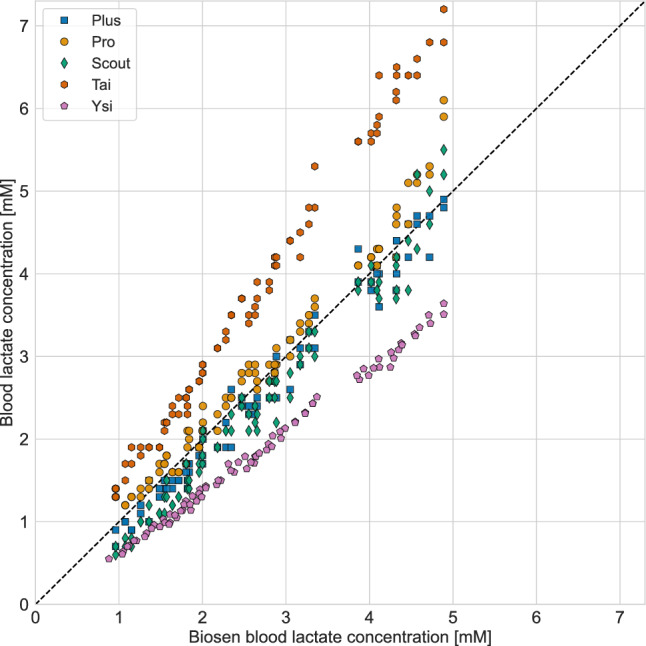 Plus
Pro
Scout
Tai
Ysi
7
6
5
4
3
2
1
0
Blood lactate concentration [mM]
0 1 2 3 4 5 6 7
Biosen blood lactate concentration [mM]